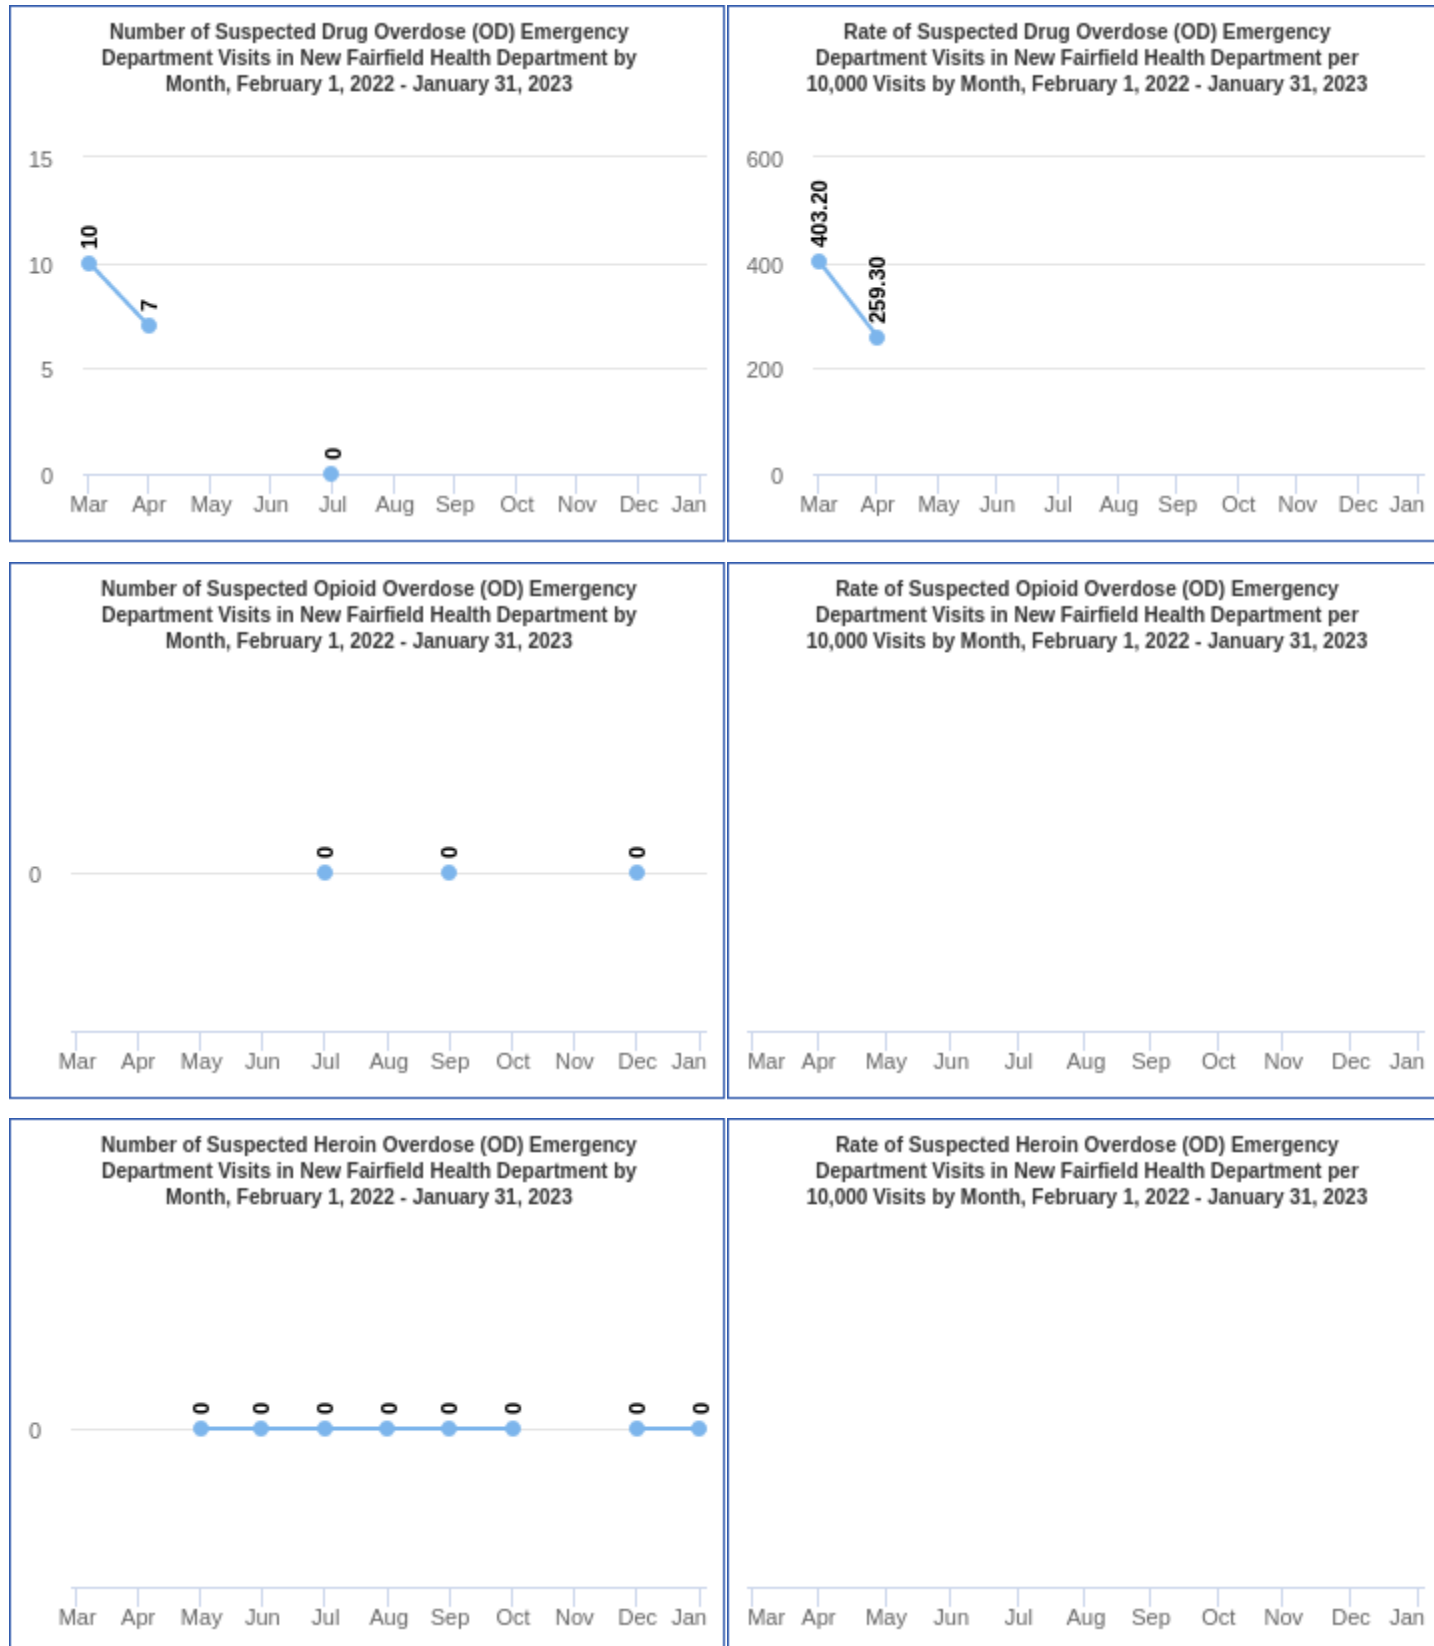 Number of Suspected Drug Overdose (OD) Emergency
Department Visits in New Fairfield Health Department by
Month, February 1, 2022 - January 31, 2023
15
10
5
0
10
7
0
Mar Apr May Jun Jul Aug Sep Oct Nov Dec Jan
Rate of Suspected Drug Overdose (OD) Emergency
Department Visits in New Fairfield Health Department per
10,000 Visits by Month, February 1, 2022 - January 31, 2023
600
400
200
0
403.20
259.30
Mar Apr May Jun Jul Aug Sep Oct Nov Dec Jan
Number of Suspected Opioid Overdose (OD) Emergency
Department Visits in New Fairfield Health Department by
Month, February 1, 2022 - January 31, 2023
0
0 0 0
Mar Apr May Jun Jul Aug Sep Oct Nov Dec Jan
Rate of Suspected Opioid Overdose (OD) Emergency
Department Visits in New Fairfield Health Department per
10,000 Visits by Month, February 1, 2022 - January 31, 2023
Mar Apr May Jun Jul Aug Sep Oct Nov Dec Jan
Number of Suspected Heroin Overdose (OD) Emergency
Department Visits in New Fairfield Health Department by
Month, February 1, 2022 - January 31, 2023
0
0 0 0 0 0 0 0 0
Mar Apr May Jun Jul Aug Sep Oct Nov Dec Jan
Rate of Suspected Heroin Overdose (OD) Emergency
Department Visits in New Fairfield Health Department per
10,000 Visits by Month, February 1, 2022 - January 31, 2023
Mar Apr May Jun Jul Aug Sep Oct Nov Dec Jan